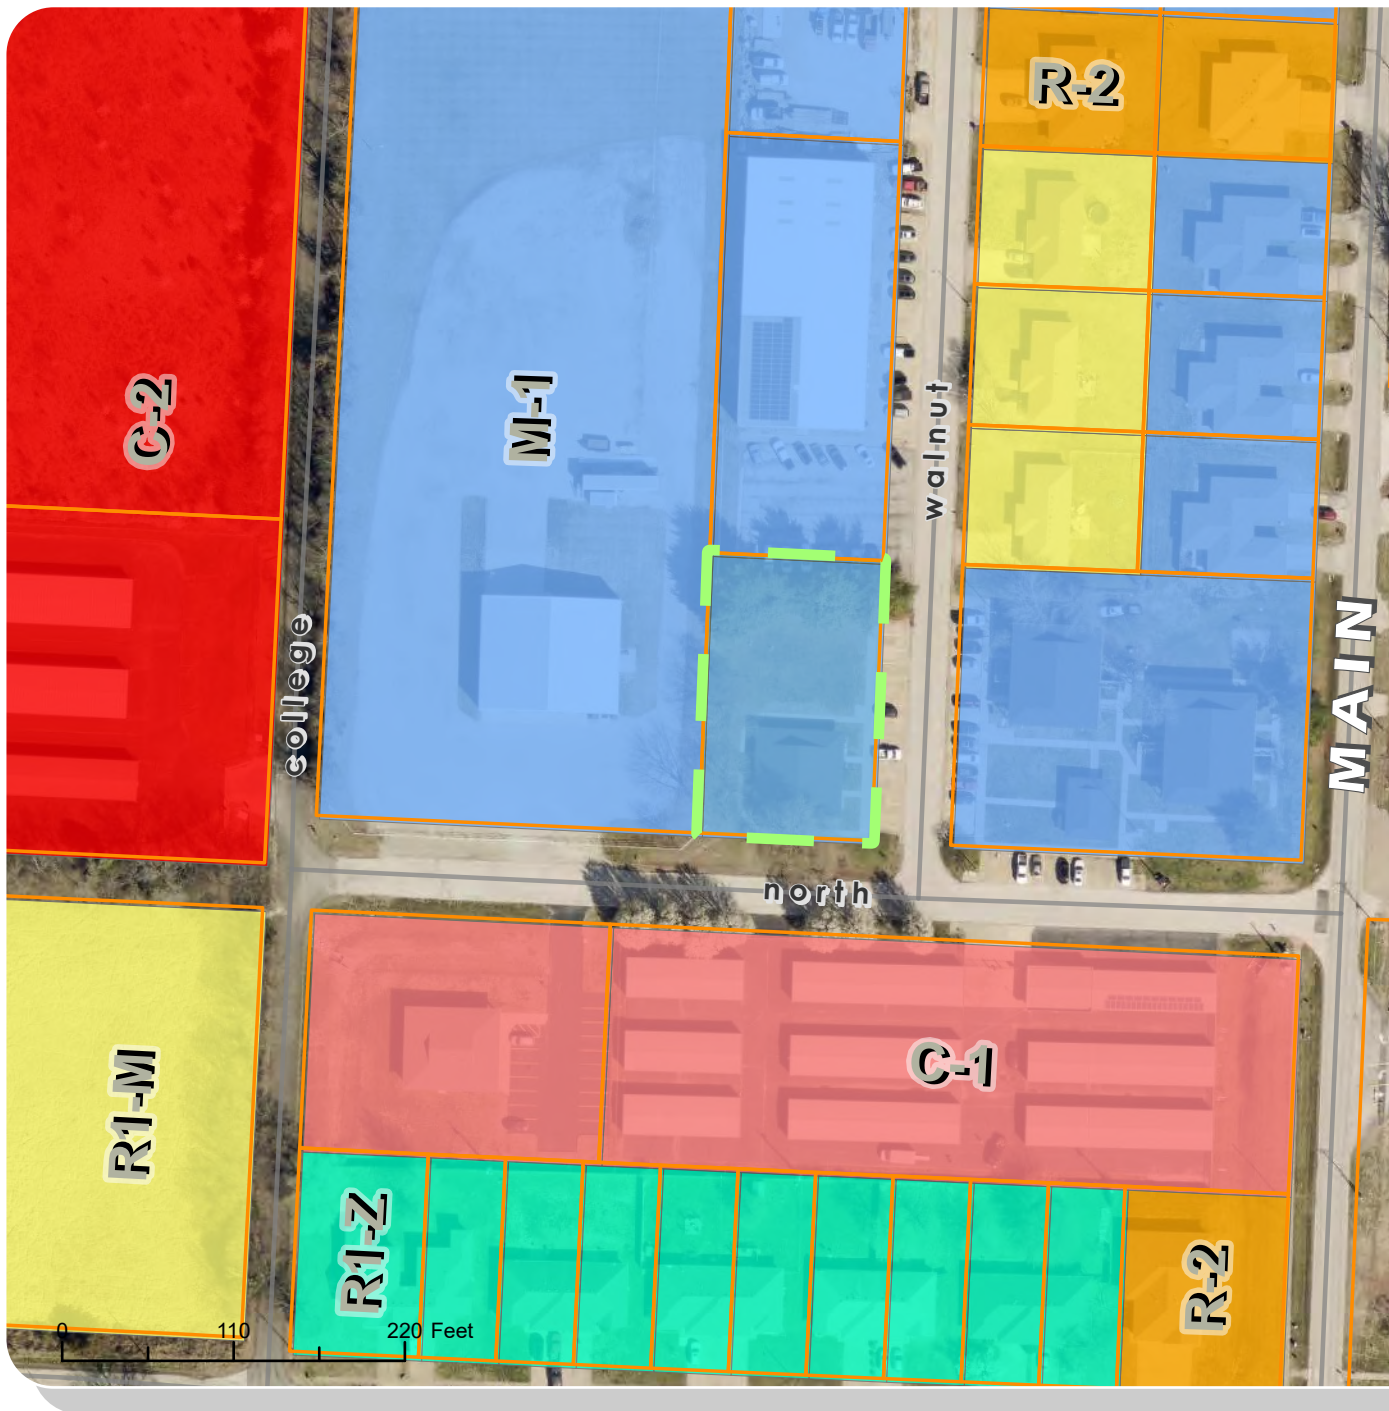 R-2
C-2
M-1
walnut
college
MAIN
north
C-1
R1-M
R1-Z
R-2
0 110 220 Feet